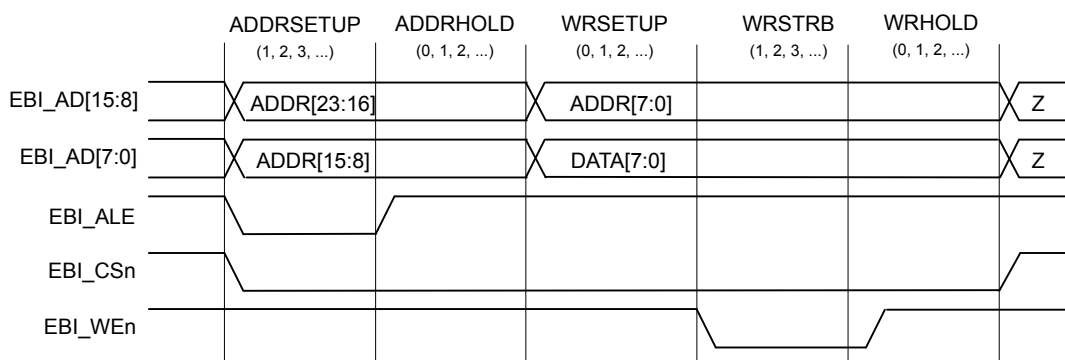 ADDRSETUP ADDRHOLD WRSETUP WRSTRB WRHOLD
(1, 2, 3, ...) (0, 1, 2, ...) (0, 1, 2, ...) (1, 2, 3, ...) (0, 1, 2, ...)
EBI_AD[15:8] ADDR[23:16] ADDR[7:0] Z
EBI_AD[7:0] ADDR[15:8] DATA[7:0] Z
EBI_ALE
EBI_CSn
EBI_WEn